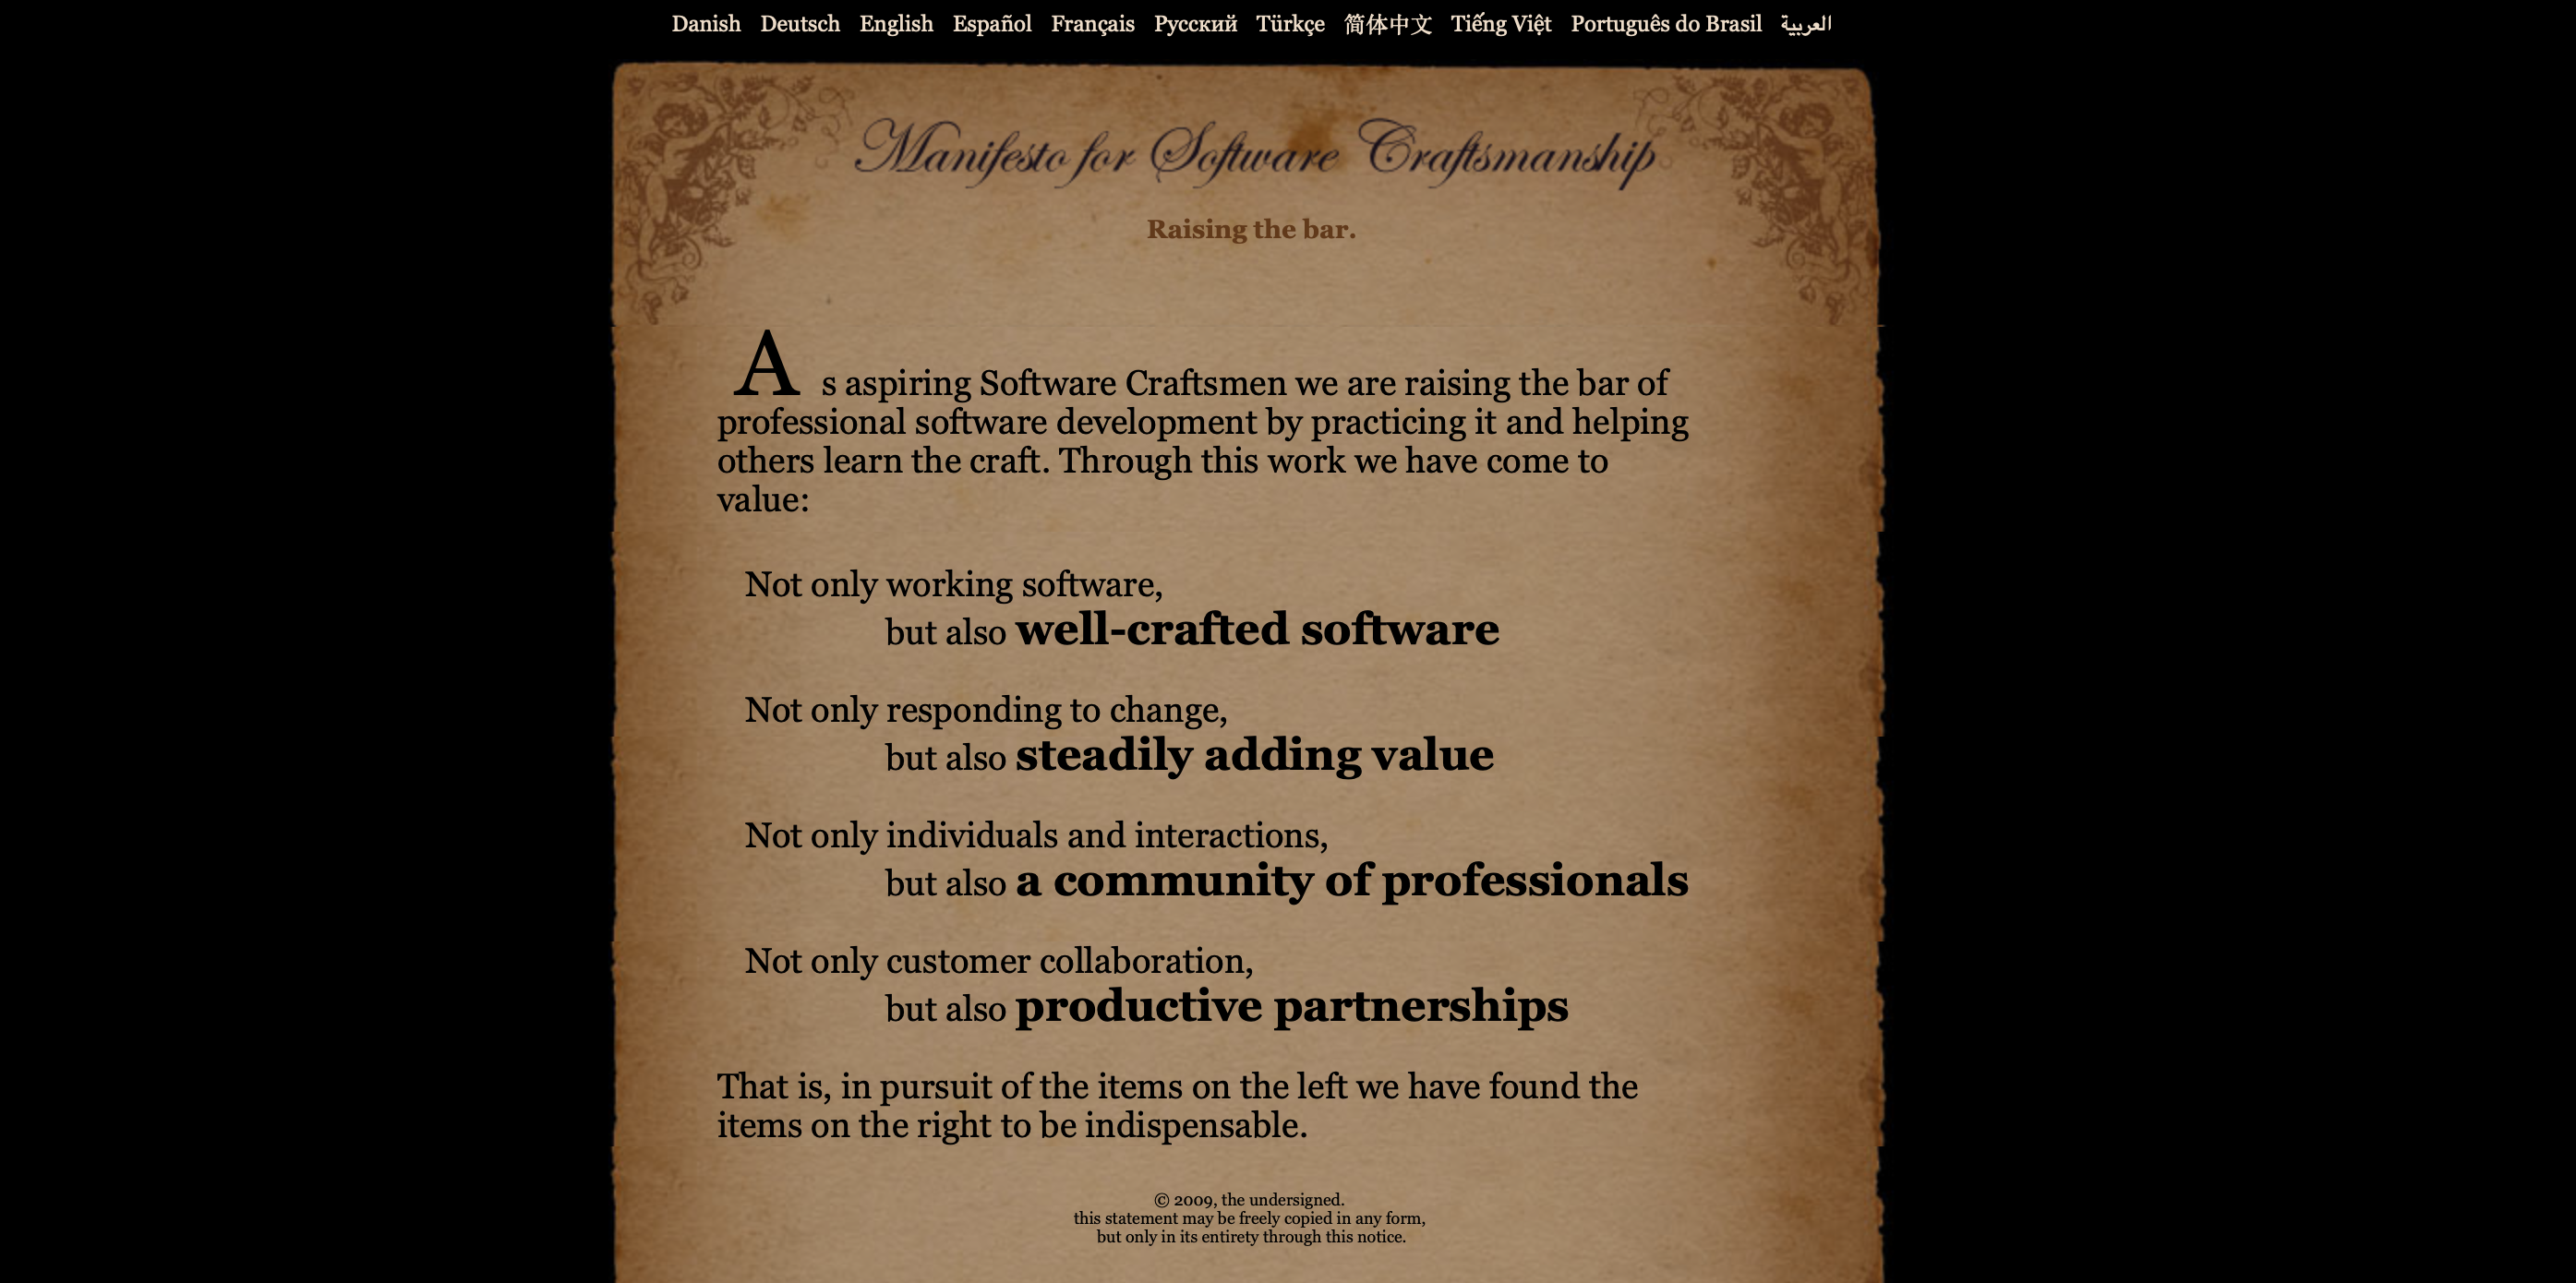 Danish Deutsch English Español Français Русский Türkçe 简体中文 Tiếng Việt Português do Brasil العربية
Manifesto for Software Craftsmanship
Raising the bar.
As aspiring Software Craftsmen we are raising the bar of
professional software development by practicing it and helping
others learn the craft. Through this work we have come to
value:
Not only working software,
but also well-crafted software
Not only responding to change,
but also steadily adding value
Not only individuals and interactions,
but also a community of professionals
Not only customer collaboration,
but also productive partnerships
That is, in pursuit of the items on the left we have found the
items on the right to be indispensable.
© 2009, the undersigned.
this statement may be freely copied in any form,
but only in its entirety through this notice.